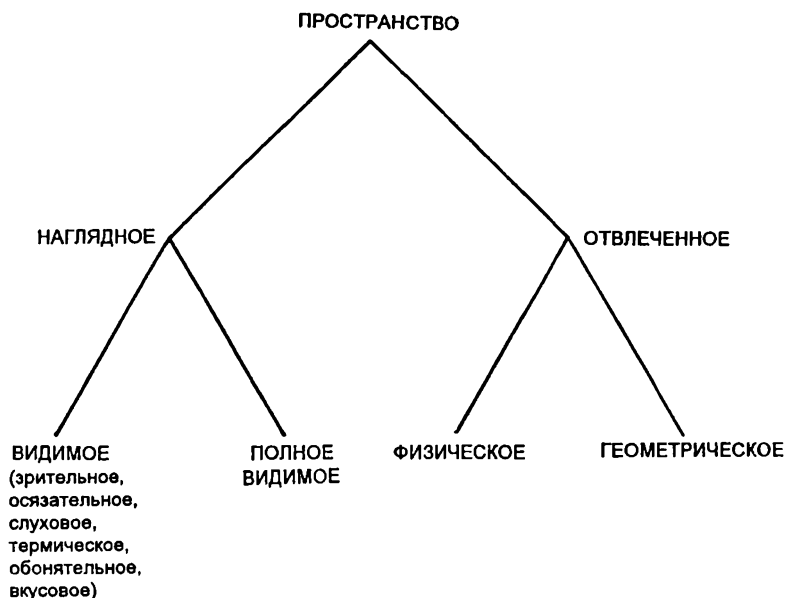 ПРОСТРАНСТВО
НАГЛЯДНОЕ
ОТВЛЕЧЕННОЕ
ВИДИМОЕ
(зрительное,
осязательное,
слуховое,
термическое,
обонятельное,
вкусовое)
ПОЛНОЕ
ВИДИМОЕ
ФИЗИЧЕСКОЕ
ГЕОМЕТРИЧЕСКОЕ